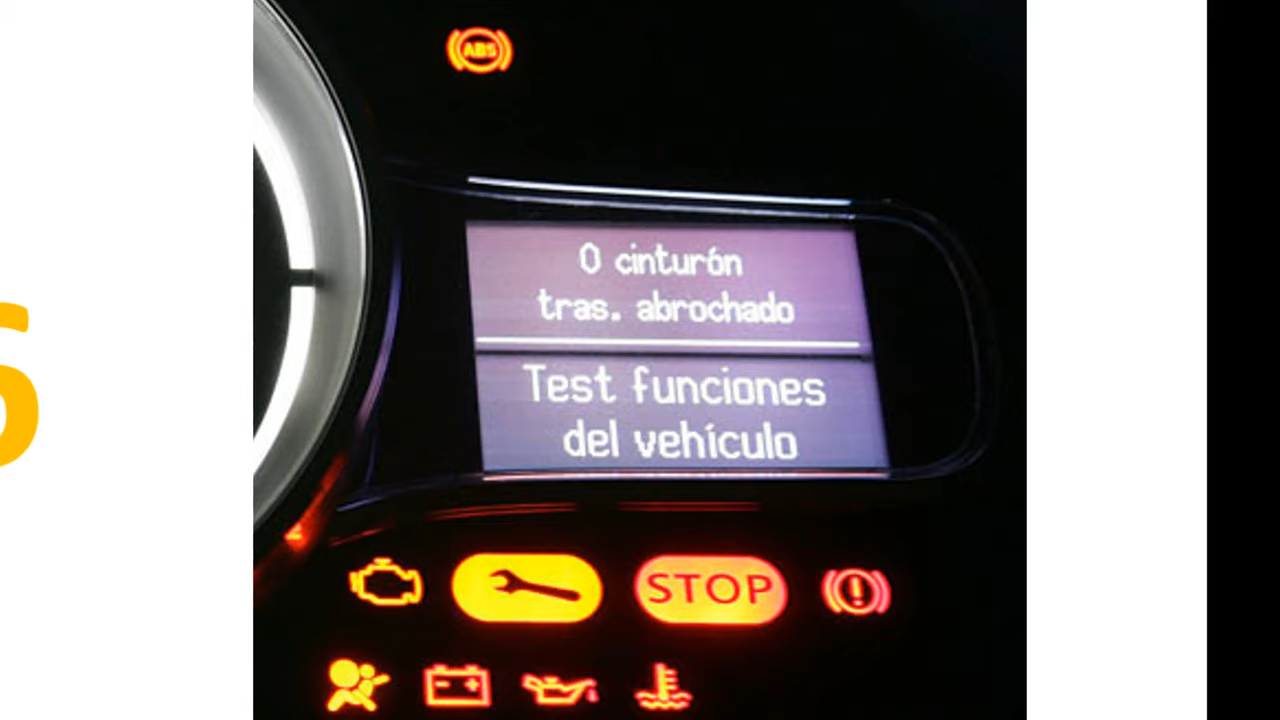 ABS
0 cinturón
tras. abrochado
Test funciones
del vehículo
STOP